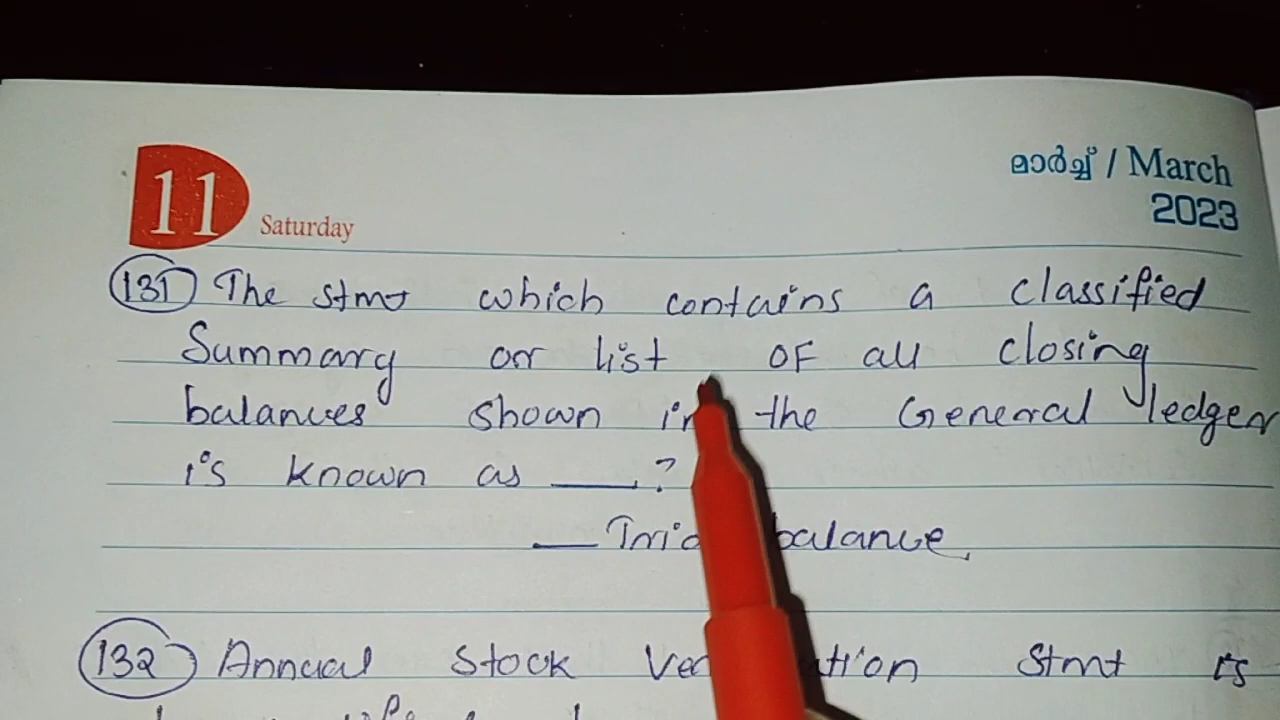 11
Saturday
മാർച്ച് / March
2023
131 The stmt which contains a classified
Summary or list OF all closing
balances shown in the General ledger
is known as ___?
— balance
132 Annual Stock Stmt is